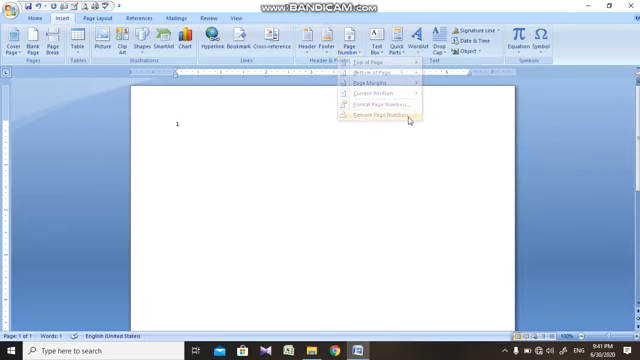 www.BANDICAM.com
Home Insert Page Layout References Mailings Review View
Cover Page Blank Page Page Break Picture Clip Art Shapes SmartArt Chart Hyperlink Bookmark Cross-reference Header Footer Page Number Text Box Quick Parts WordArt Drop Cap Signature Line Date & Time Object Equation Symbol
Links Header & Footer Text Symbols
Top of Page
Bottom of Page
Page Margins
Current Position
Format Page Numbers...
Remove Page Numbers
1
Page: 1 of 1 Words: 1 English (United States) 100%
Type here to search
ENG
9:41 PM
6/30/2020